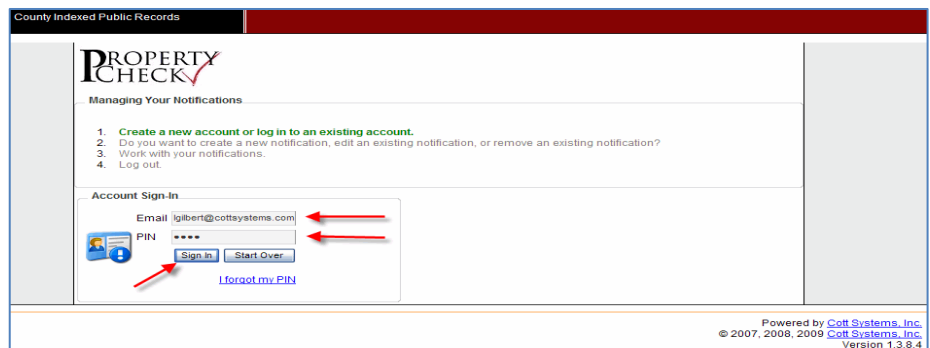 County Indexed Public Records
PROPERTY
CHECK
Managing Your Notifications
1. Create a new account or log in to an existing account.
2. Do you want to create a new notification, edit an existing notification, or remove an existing notification?
3. Work with your notifications.
4. Log out.
Account Sign-In
Email lgilbert@cottsystems.com
PIN ••••
Sign In Start Over
I forgot my PIN
Powered by Cott Systems, Inc.
© 2007, 2008, 2009 Cott Systems, Inc.
Version 1.3.8.4